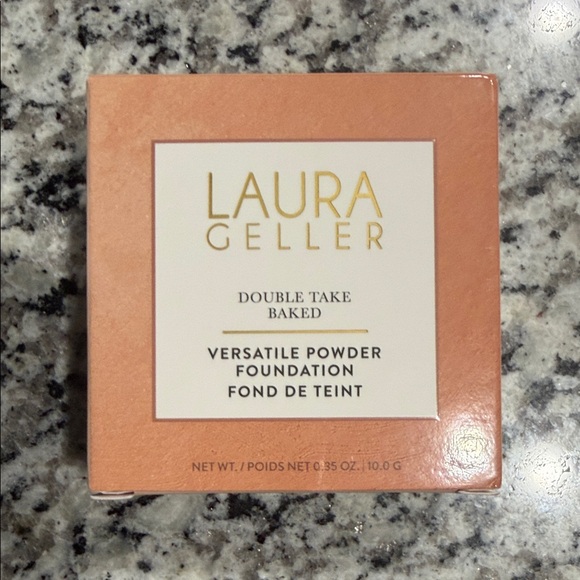 LAURA
GELLER
DOUBLE TAKE
BAKED
VERSATILE POWDER
FOUNDATION
FOND DE TEINT
NET WT. / POIDS NET 0.35 OZ. | 10.0 G